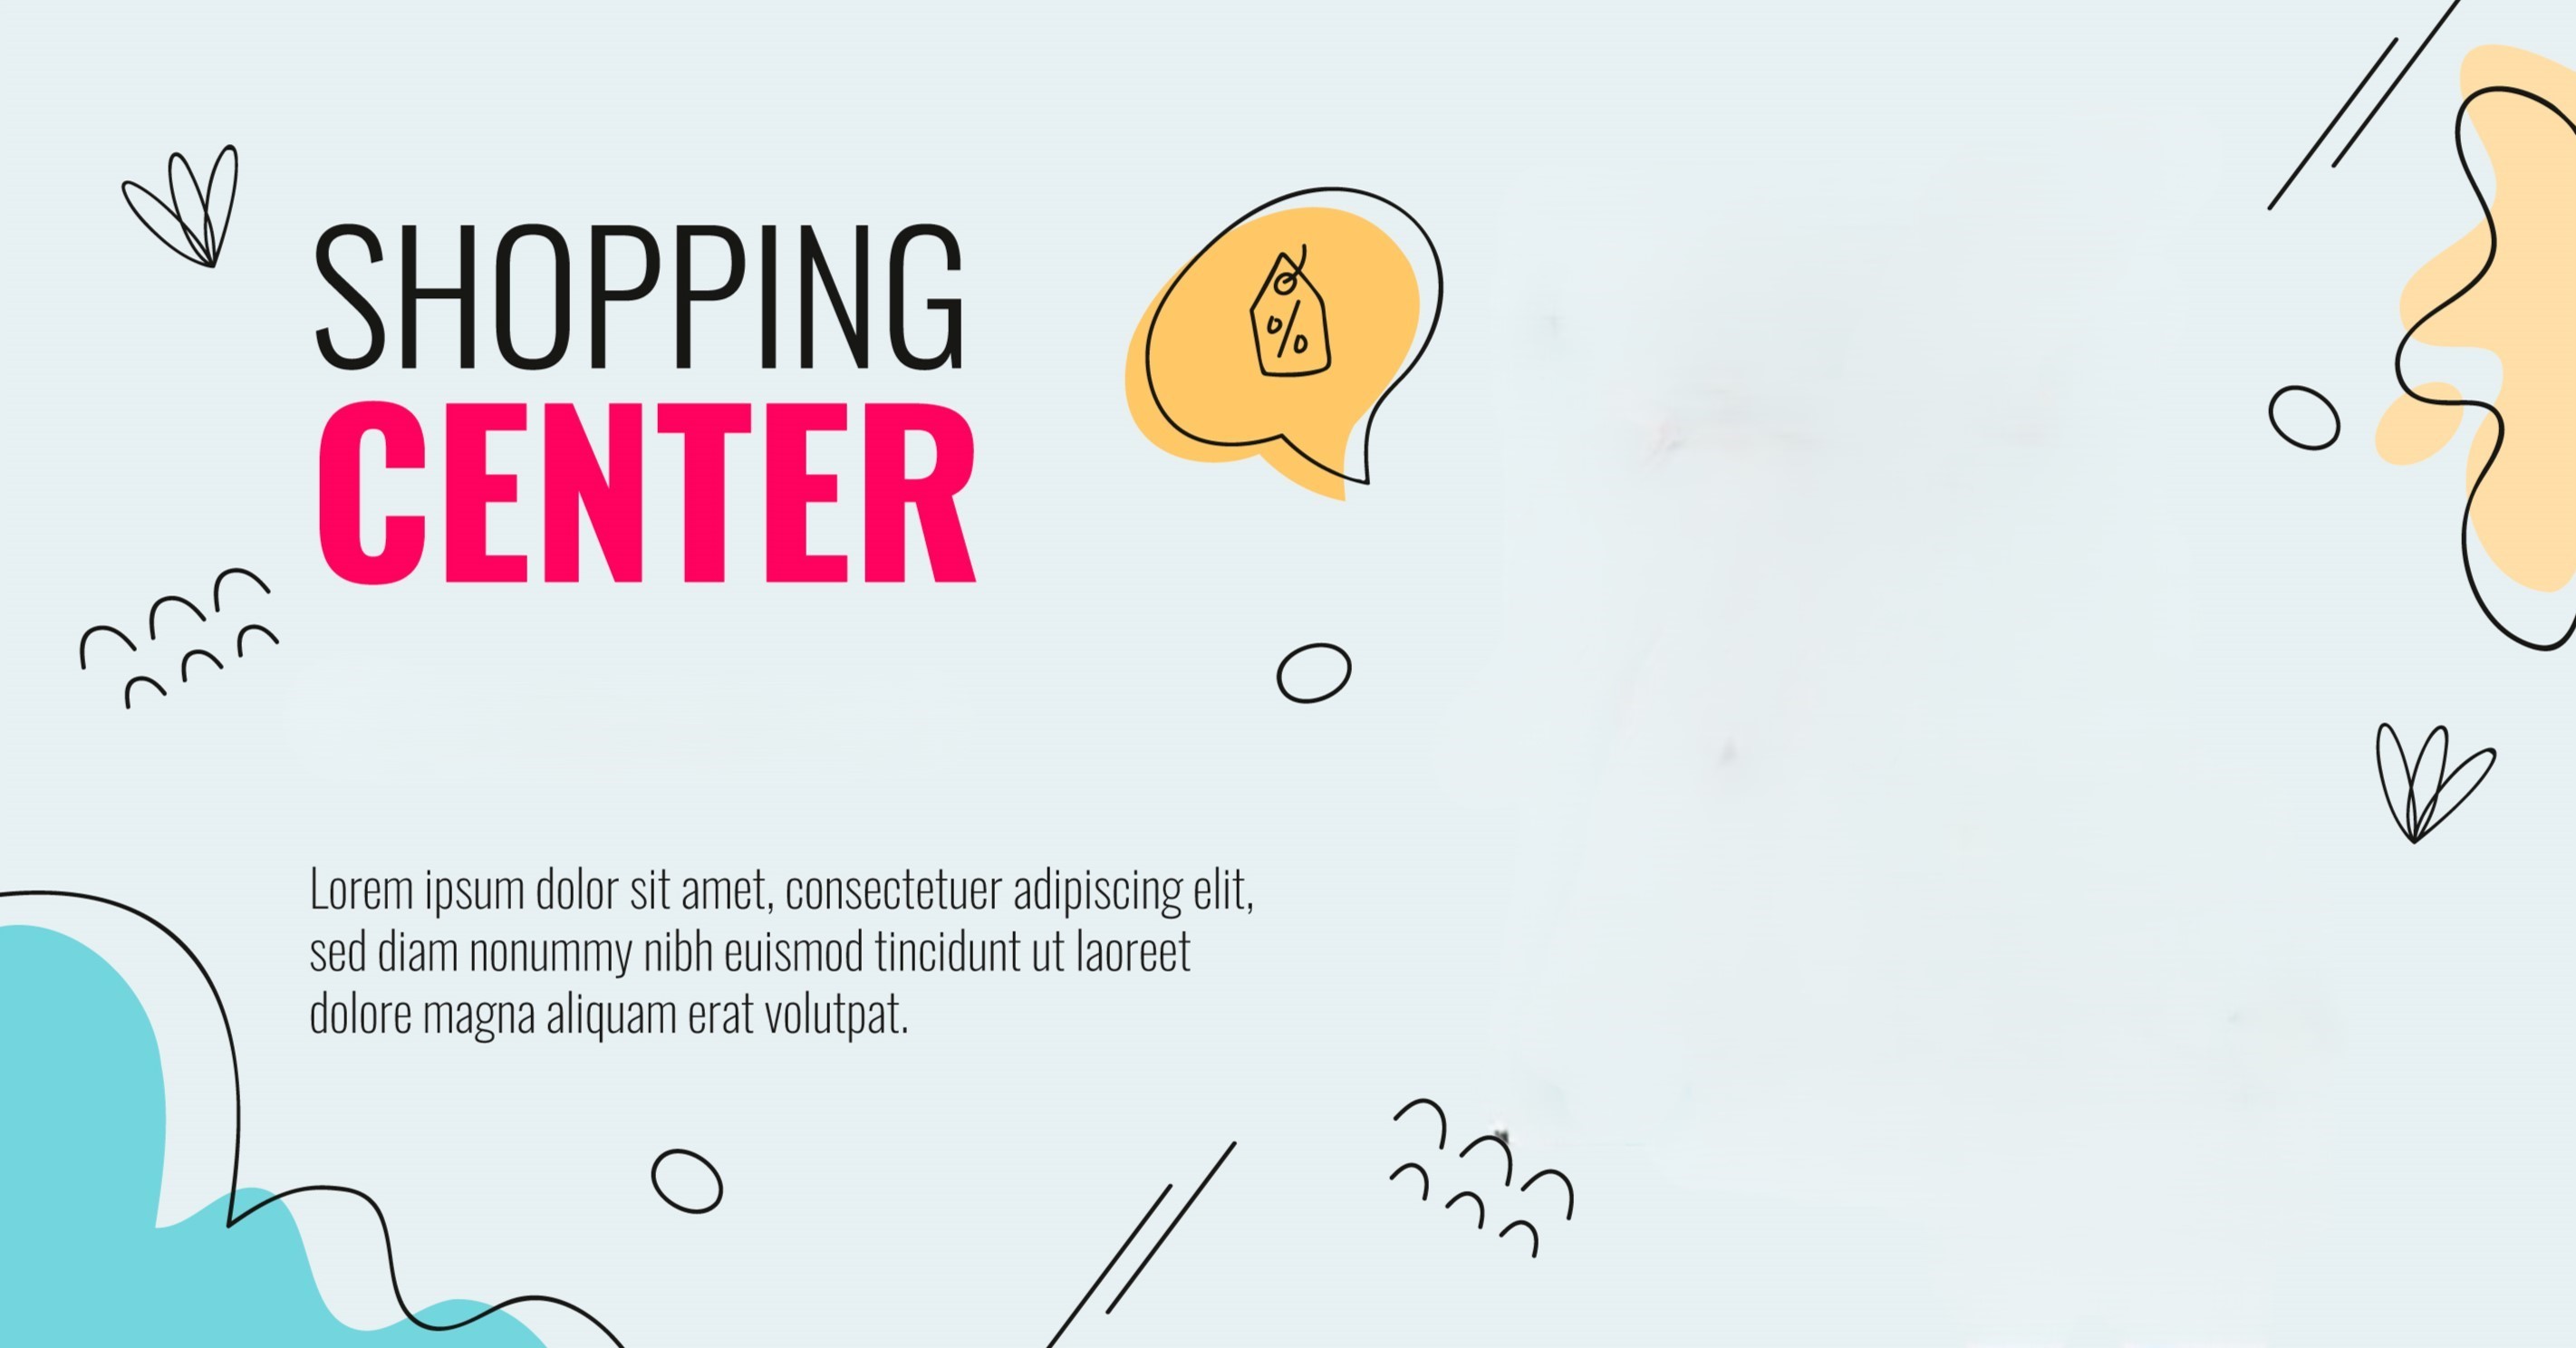 SHOPPING
CENTER
%
Lorem ipsum dolor sit amet, consectetuer adipiscing elit,
sed diam nonummy nibh euismod tincidunt ut laoreet
dolore magna aliquam erat volutpat.